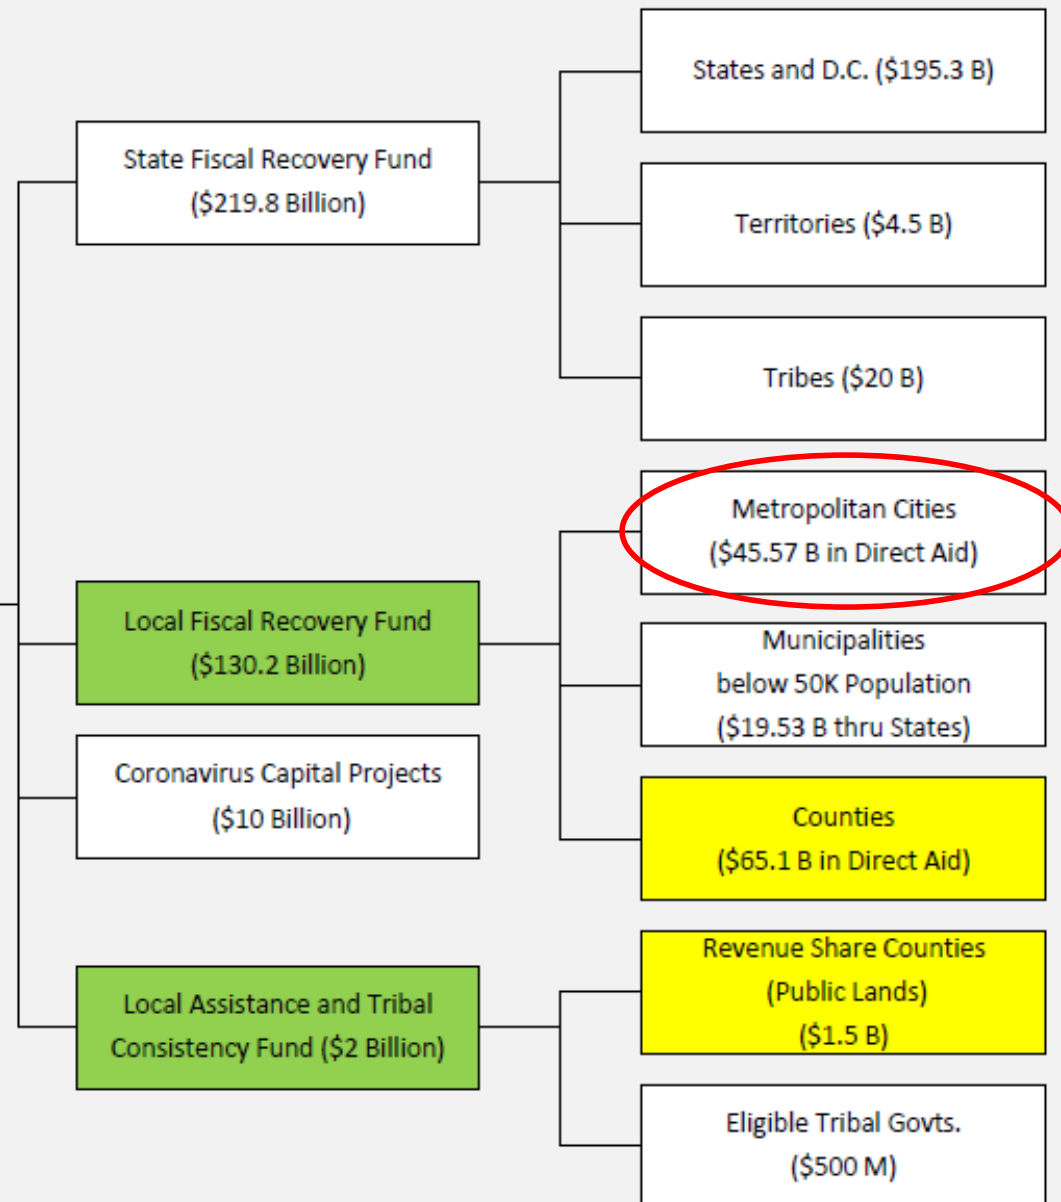 States and D.C. ($195.3 B)
State Fiscal Recovery Fund
($219.8 Billion)
Territories ($4.5 B)
Tribes ($20 B)
Metropolitan Cities
($45.57 B in Direct Aid)
Local Fiscal Recovery Fund
($130.2 Billion)
Municipalities
below 50K Population
($19.53 B thru States)
Coronavirus Capital Projects
($10 Billion)
Counties
($65.1 B in Direct Aid)
Revenue Share Counties
(Public Lands)
($1.5 B)
Local Assistance and Tribal
Consistency Fund ($2 Billion)
Eligible Tribal Govts.
($500 M)